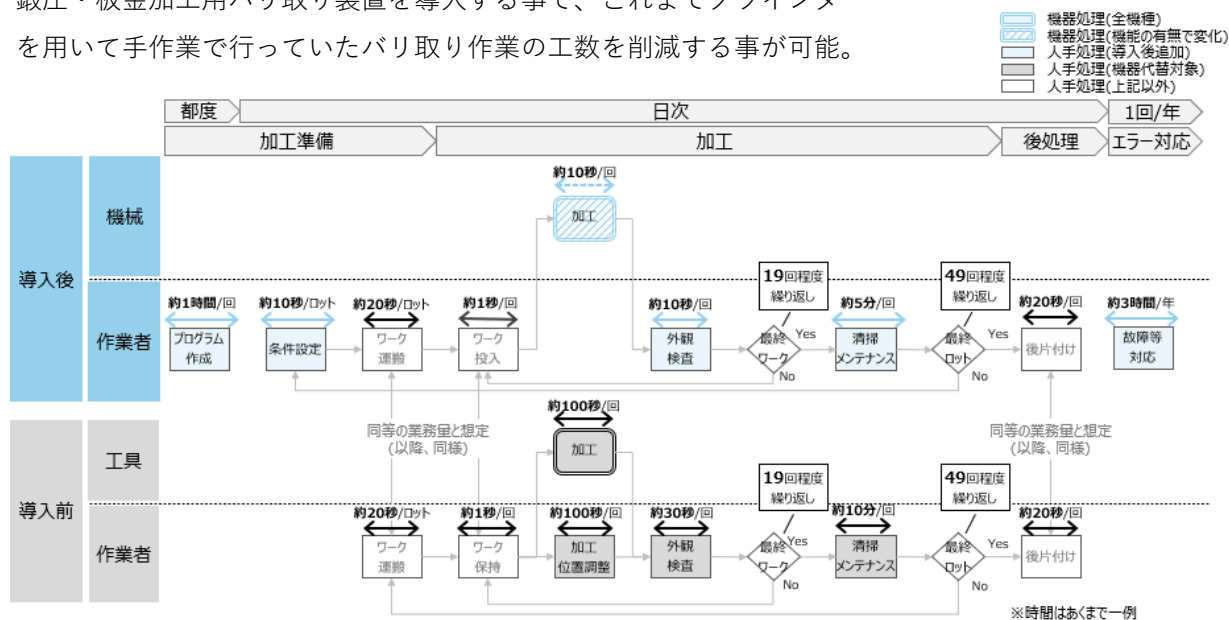 を用いて手作業で行っていたバリ取り作業の工数を削減する事が可能。
機器処理(全機種)
機器処理(機能の有無で変化)
人手処理(導入後追加)
人手処理(機器代替対象)
人手処理(上記以外)
都度
日次
1回/年
加工準備
加工
後処理
エラー対応
導入後
機械
約10秒/回
加工
作業者
約1時間/回
プログラム
作成
約10秒/ロット
条件設定
約20秒/ロット
ワーク
運搬
約1秒/回
ワーク
投入
約10秒/回
外観
検査
19回程度
繰り返し
最終
ワーク
Yes
No
約5分/回
清掃
メンテナンス
49回程度
繰り返し
最終
ロット
Yes
No
約20秒/回
後片付け
約3時間/年
故障等
対応
同等の業務量と想定
(以降、同様)
同等の業務量と想定
(以降、同様)
導入前
工具
約100秒/回
加工
作業者
約20秒/ロット
ワーク
運搬
約1秒/回
ワーク
保持
約100秒/回
加工
位置調整
約30秒/回
外観
検査
19回程度
繰り返し
最終
ワーク
Yes
No
約10分/回
清掃
メンテナンス
49回程度
繰り返し
最終
ロット
Yes
No
約20秒/回
後片付け
※時間はあくまで一例